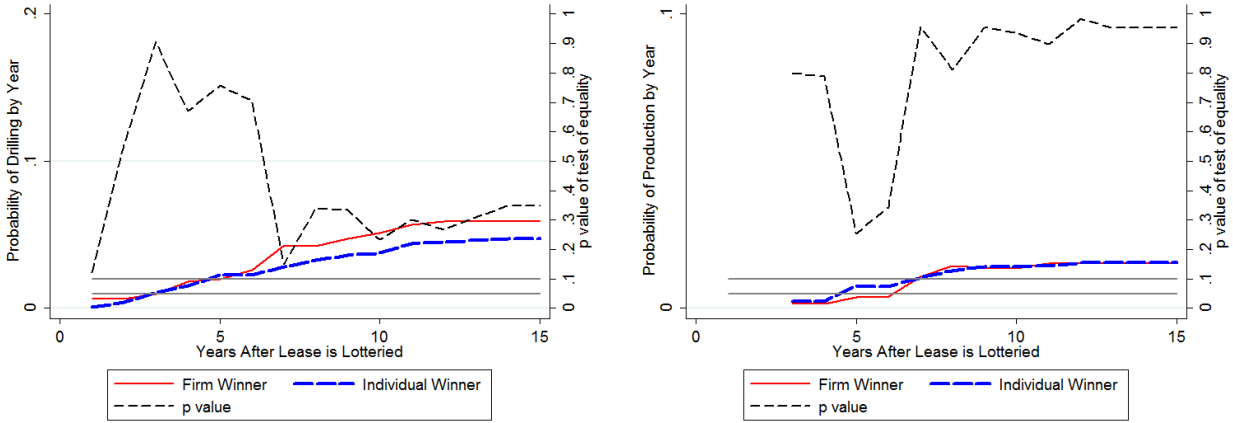 Probability of Drilling by Year
0
.1
.2
0
.1
.2
.3
.4
.5
.6
.7
.8
.9
1
p value of test of equality
0
5
10
15
Years After Lease is Lotteried
Firm Winner
Individual Winner
p value
Probability of Production by Year
0
.1
0
.1
.2
.3
.4
.5
.6
.7
.8
.9
1
p value of test of equality
0
5
10
15
Years After Lease is Lotteried
Firm Winner
Individual Winner
p value